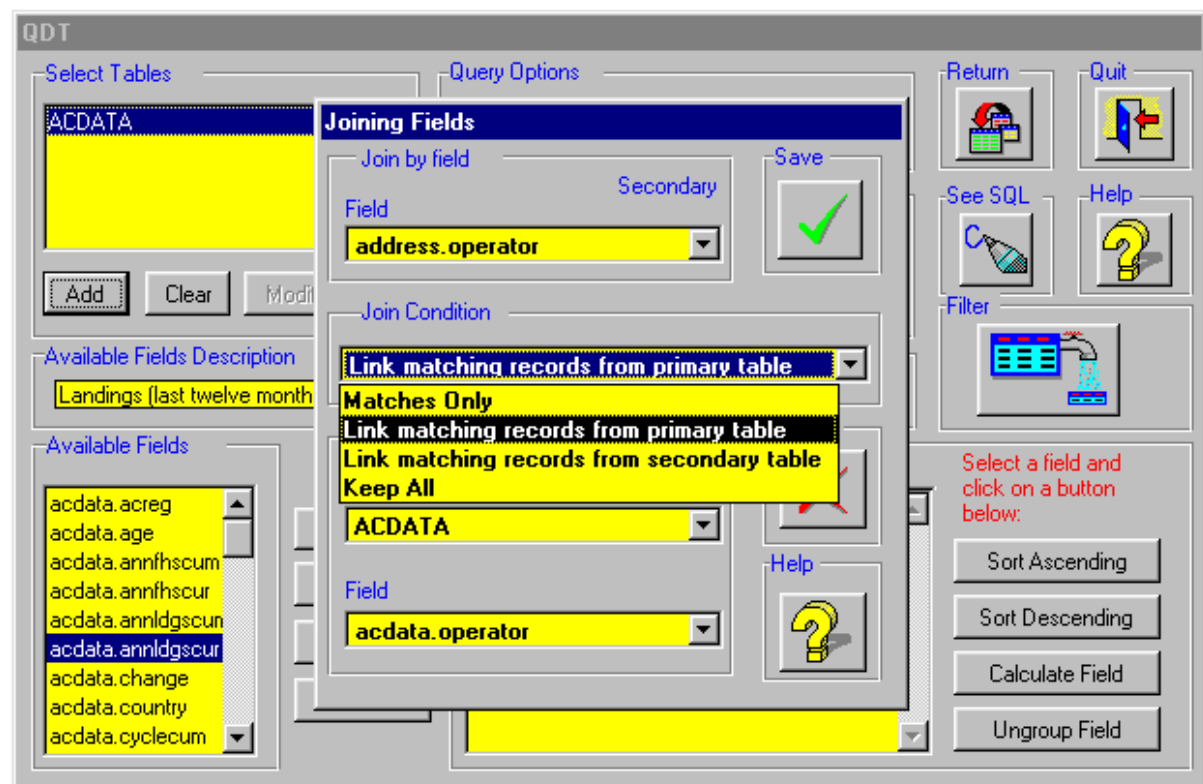 QDT
Select Tables
Query Options
Return
Quit
ACDATA
Joining Fields
Join by field
Save
Secondary
Field
address.operator
See SQL
Help
C
Add
Clear
Modif
Join Condition
Filter
Link matching records from primary table
Available Fields Description
Landings (last twelve month
Matches Only
Link matching records from primary table
Link matching records from secondary table
Keep All
Available Fields
acdata.acreg
acdata.age
acdata.annfhscum
acdata.annfhscur
acdata.annldgscum
acdata.annldgscur
acdata.change
acdata.country
acdata.cyclecum
ACDATA
Field
acdata.operator
Help
Select a field and
click on a button
below:
Sort Ascending
Sort Descending
Calculate Field
Ungroup Field